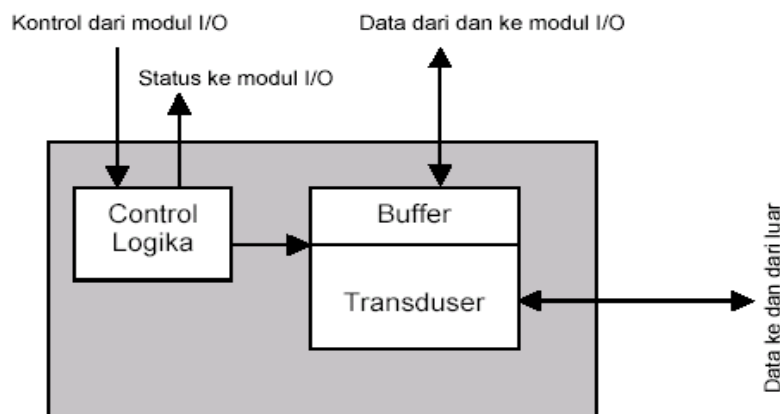 Kontrol dari modul I/O
Data dari dan ke modul I/O
Status ke modul I/O
Control
Logika
Buffer
Transduser
Data ke dan dari luar